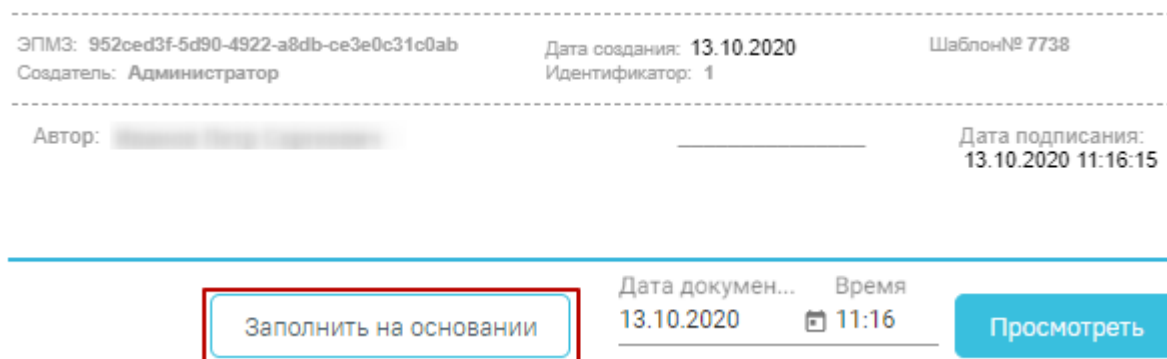 ЭПМЗ: 952ced3f-5d90-4922-a8db-ce3e0c31c0ab Дата создания: 13.10.2020 Шаблон№ 7738
Создатель: Администратор Идентификатор: 1
Автор: Дата подписания:
13.10.2020 11:16:15
Дата докумен... Время
Заполнить на основании 13.10.2020 11:16 Просмотреть